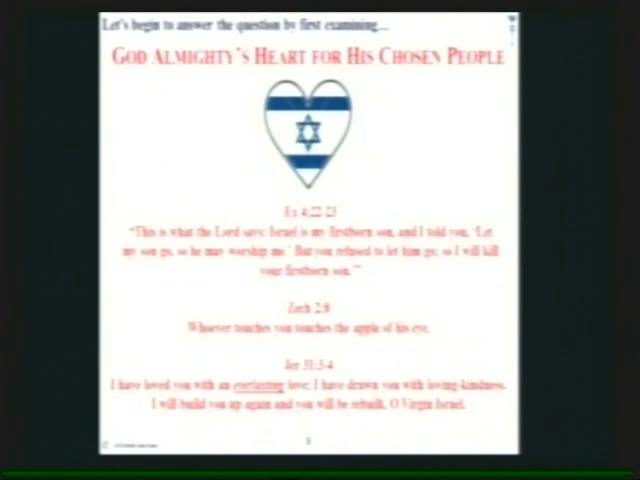 Let's begin to answer the question by first examining...
GOD ALMIGHTY'S HEART FOR HIS CHOSEN PEOPLE
Ex 4:22-23
"This is what the Lord says: Israel is my firstborn son, and I told you, 'Let
my son go, so he may worship me.' But you refused to let him go; so I will kill
your firstborn son.'"
Zech 2:8
Whoever touches you touches the apple of his eye.
Jer 31:3-4
I have loved you with an everlasting love; I have drawn you with loving-kindness.
I will build you up again and you will be rebuilt, O Virgin Israel.